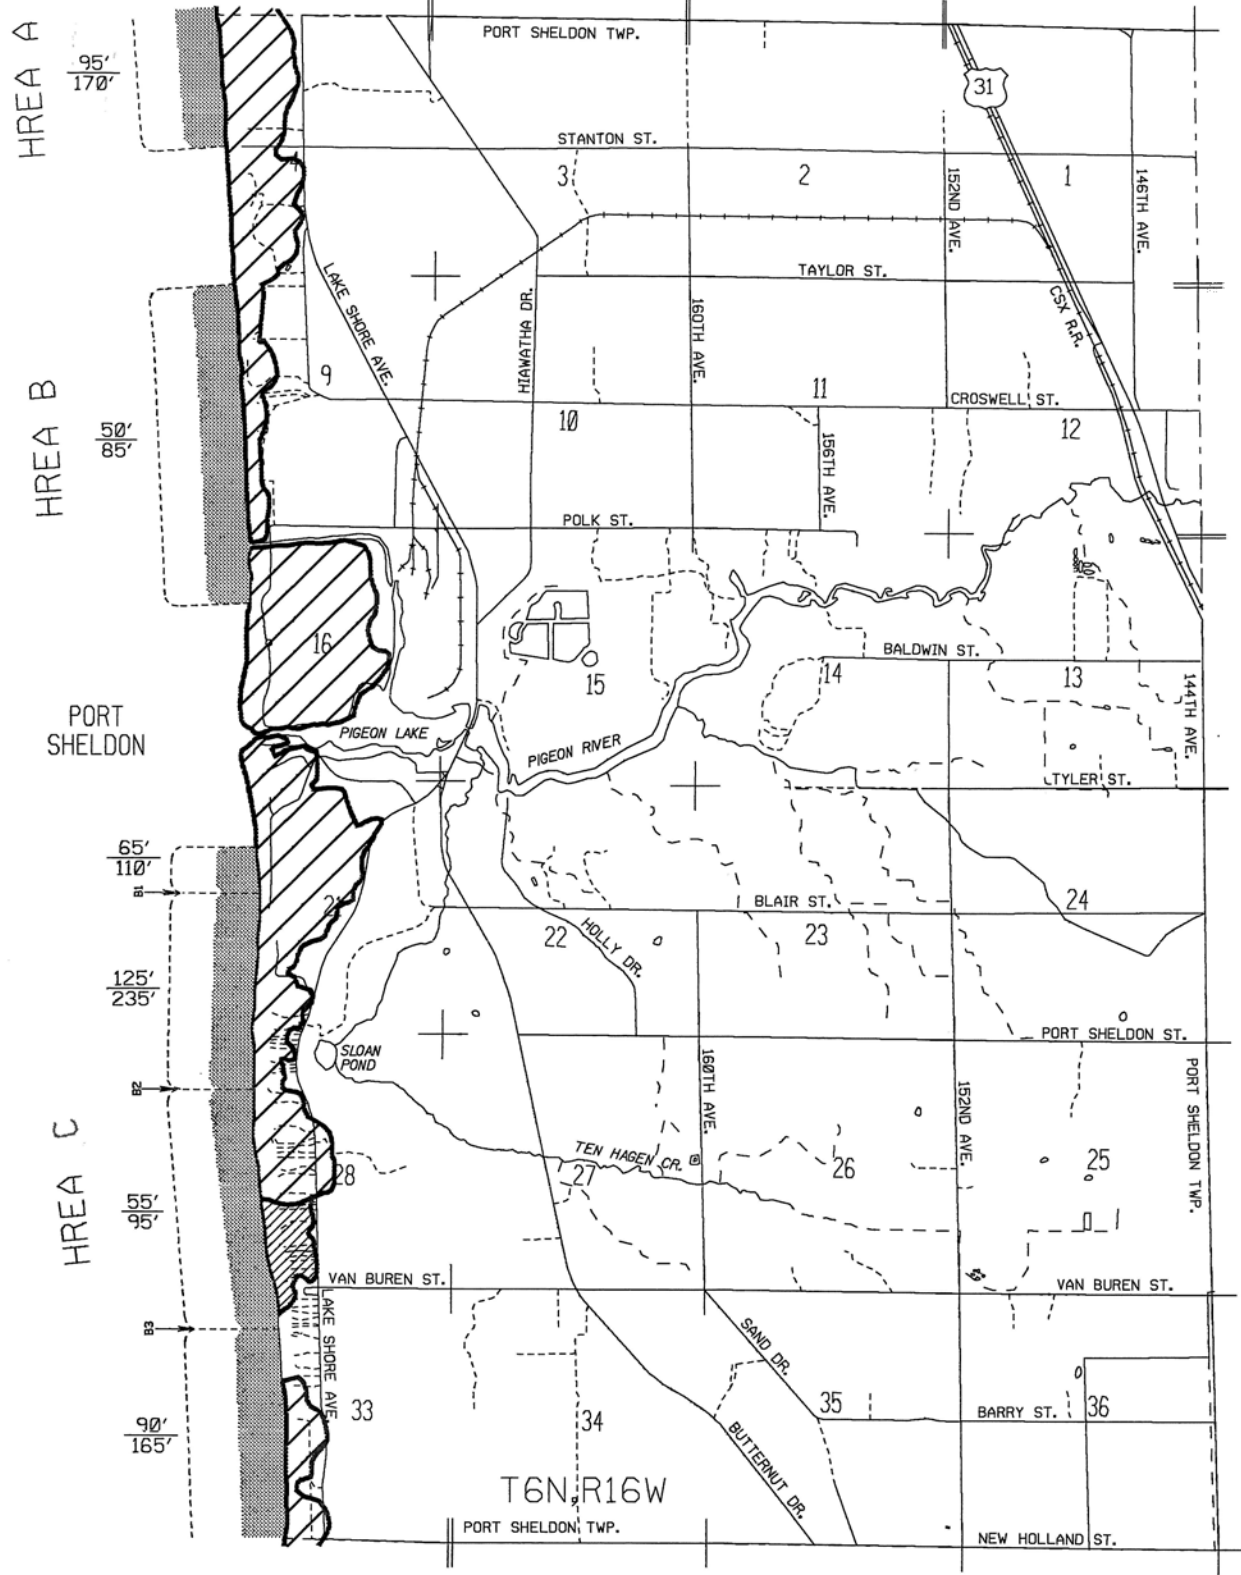 PORT SHELDON TWP.
HREA A
95'
170'
31
STANTON ST.
4
3
2
1
152ND AVE.
146TH AVE.
LAKE SHORE AVE.
HIAWATHA DR.
TAYLOR ST.
160TH AVE.
CSX R.R.
HREA B
50'
85'
9
10
11
CROSWELL ST.
12
156TH AVE.
POLK ST.
16
15
14
BALDWIN ST.
13
144TH AVE.
PORT
SHELDON
PIGEON LAKE
PIGEON RIVER
TYLER ST.
65'
110'
B1
21
22
HOLLY DR.
BLAIR ST.
23
24
125'
235'
SLOAN
POND
PORT SHELDON ST.
B2
160TH AVE.
152ND AVE.
PORT SHELDON TWP.
HREA C
55'
95'
28
TEN HAGEN CR.
27
26
25
VAN BUREN ST.
VAN BUREN ST.
B3
LAKE SHORE AVE.
SAND DR.
90'
165'
33
34
35
BARRY ST.
36
BUTTERNUT DR.
T6N,R16W
PORT SHELDON TWP.
NEW HOLLAND ST.